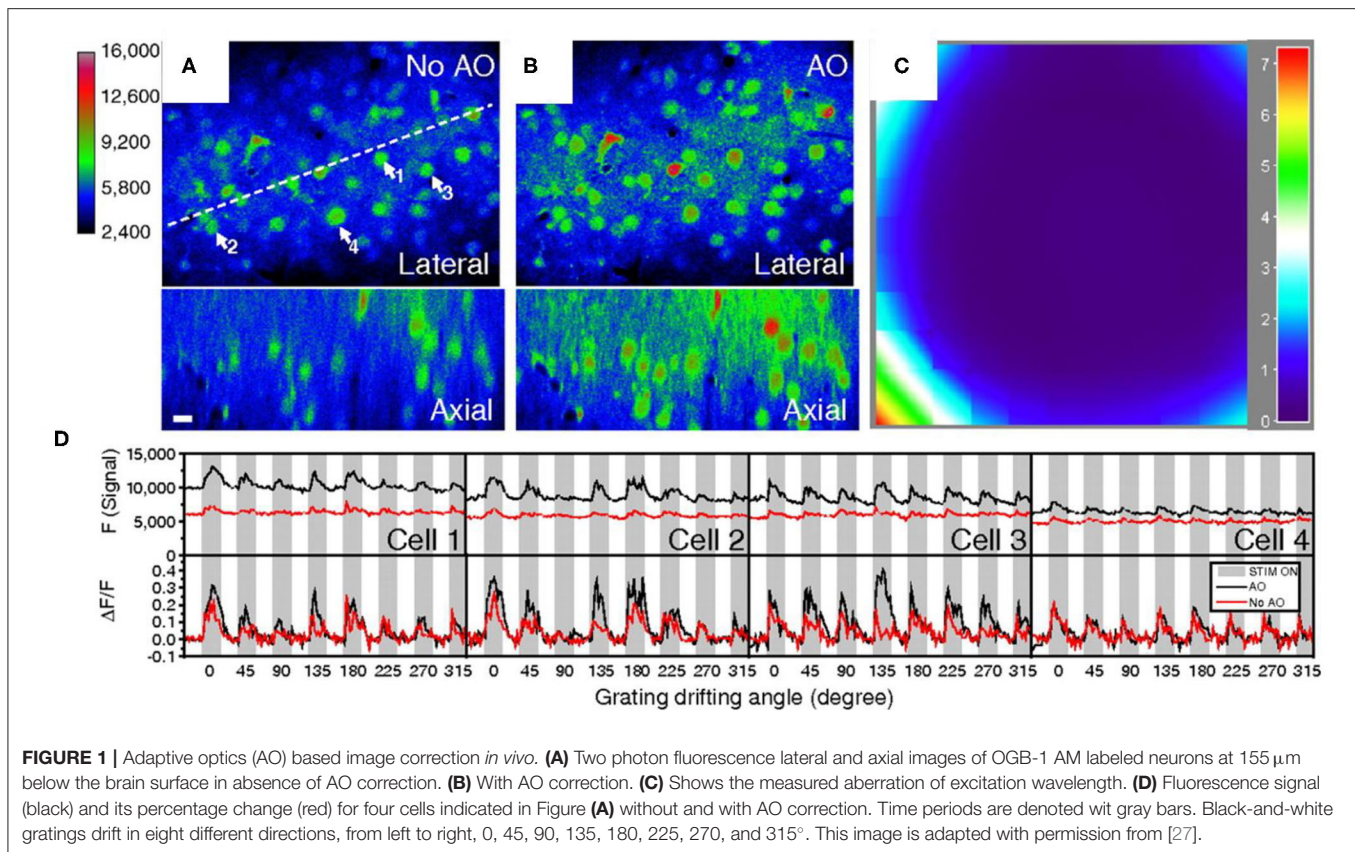 16,000
12,600
9,200
5,800
2,400
A
No AO
1
3
2
4
Lateral
Axial
B
AO
Lateral
Axial
C
7
6
5
4
3
2
1
0
D
15,000
10,000
5,000
0
F (Signal)
Cell 1
Cell 2
Cell 3
Cell 4
0.4
0.3
0.2
0.1
0.0
-0.1
ΔF/F
STIM ON
AO
No AO
0 45 90 135 180 225 270 315 0 45 90 135 180 225 270 315 0 45 90 135 180 225 270 315 0 45 90 135 180 225 270 315
Grating drifting angle (degree)
FIGURE 1 | Adaptive optics (AO) based image correction in vivo. (A) Two photon fluorescence lateral and axial images of OGB-1 AM labeled neurons at 155 µm
below the brain surface in absence of AO correction. (B) With AO correction. (C) Shows the measured aberration of excitation wavelength. (D) Fluorescence signal
(black) and its percentage change (red) for four cells indicated in Figure (A) without and with AO correction. Time periods are denoted wit gray bars. Black-and-white
gratings drift in eight different directions, from left to right, 0, 45, 90, 135, 180, 225, 270, and 315°. This image is adapted with permission from [27].